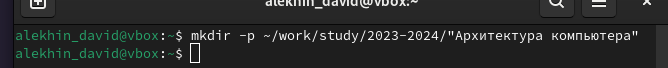 alekhin_david@vbox:~
alekhin_david@vbox:~$ mkdir -p ~/work/study/2023-2024/"Архитектура компьютера"
alekhin_david@vbox:~$